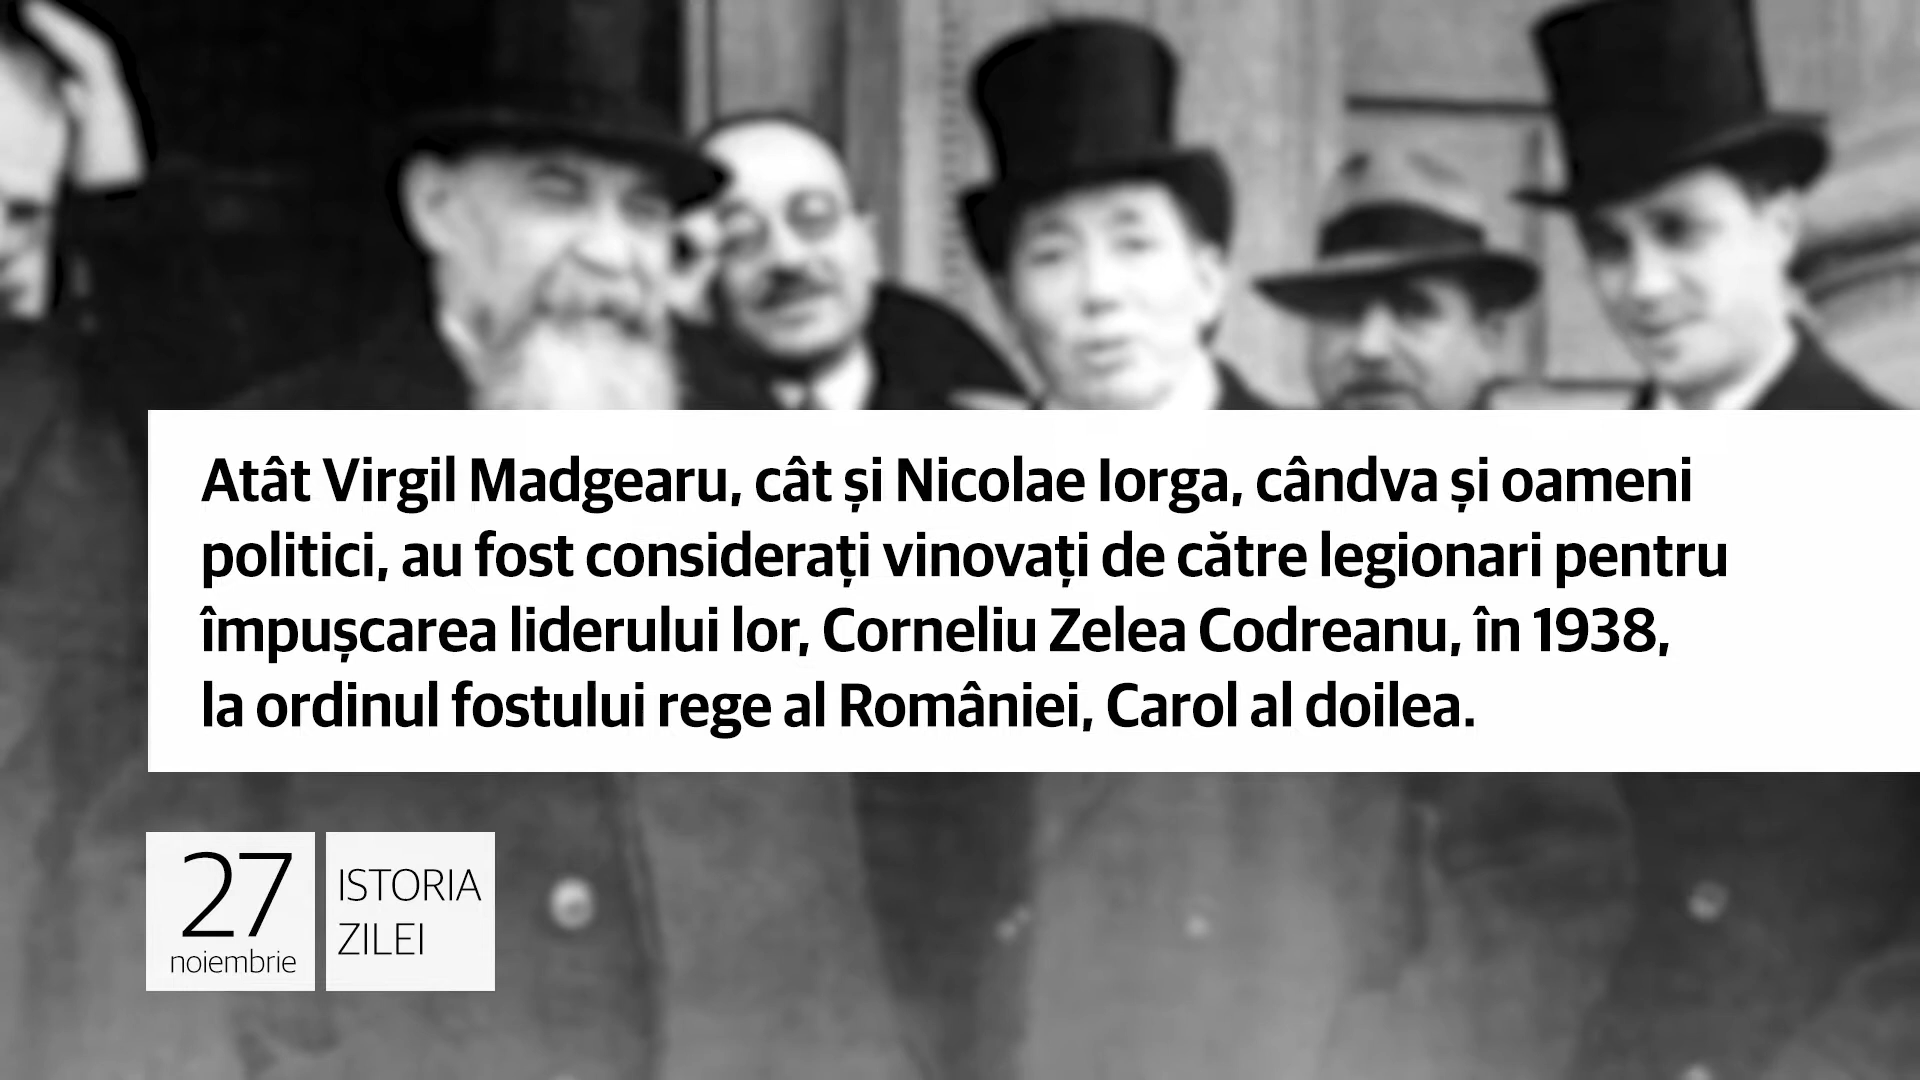 Atât Virgil Madgearu, cât și Nicolae Iorga, cândva și oameni
politici, au fost considerați vinovați de către legionari pentru
împușcarea liderului lor, Corneliu Zelea Codreanu, în 1938,
la ordinul fostului rege al României, Carol al doilea.
27
noiembrie
ISTORIA
ZILEI